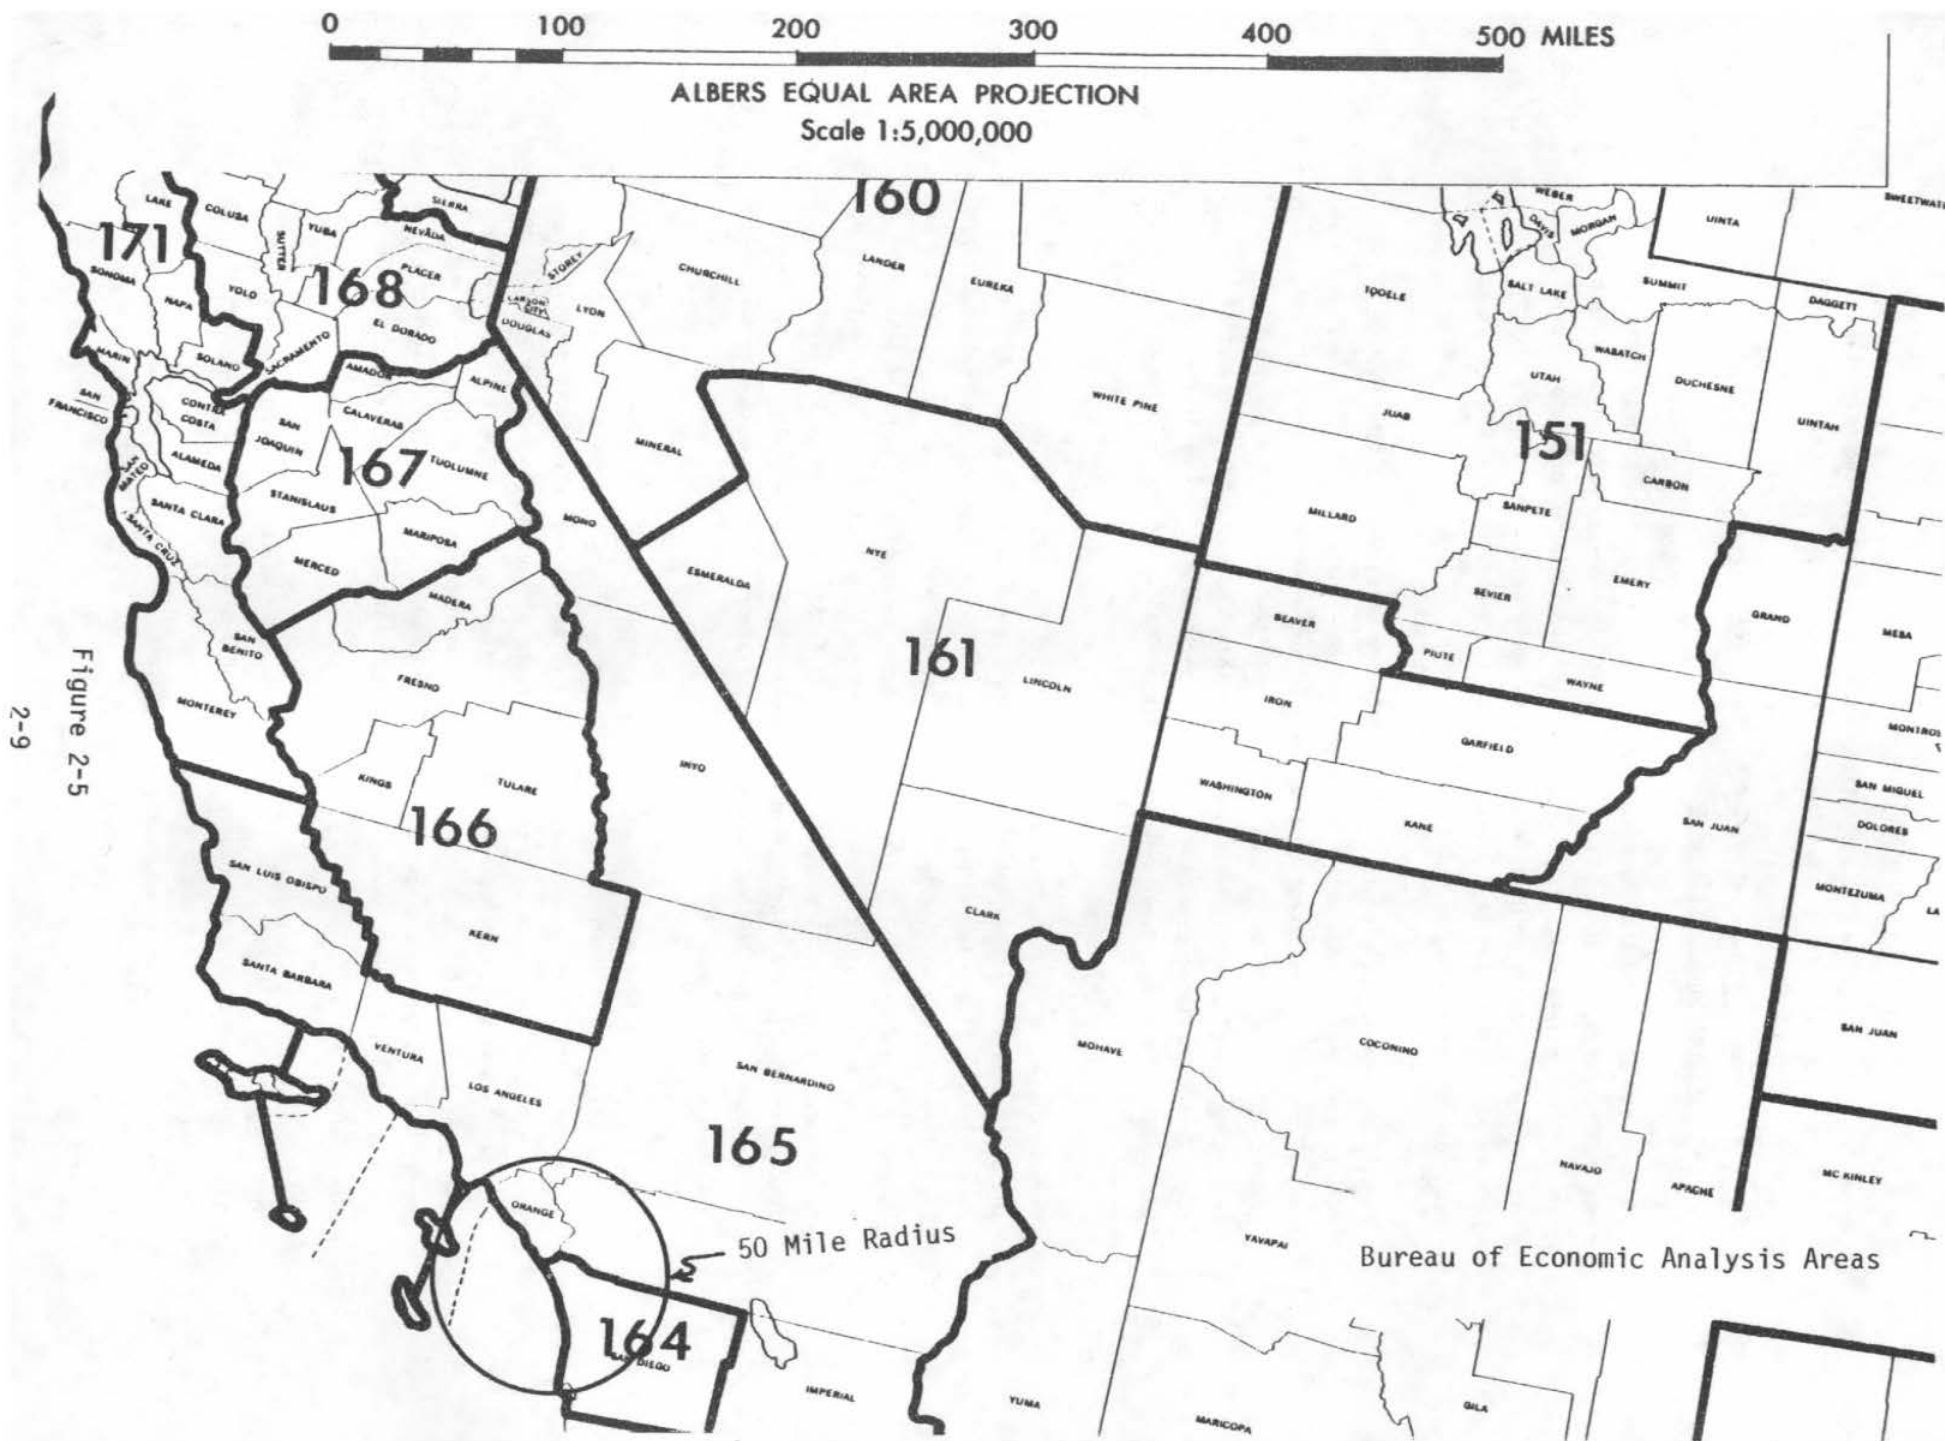 0 100 200 300 400 500 MILES
ALBERS EQUAL AREA PROJECTION
Scale 1:5,000,000
160
171
168
LAKE
COLUSA
SUTTER
YUBA
SIERRA
NEVADA
PLACER
SONOMA
NAPA
YOLO
EL DORADO
SACRAMENTO
SOLANO
MARIN
SAN
FRANCISCO
CONTRA
COSTA
ALAMEDA
SAN
MATEO
SANTA CLARA
SANTA CRUZ
SAN
JOAQUIN
AMADOR
CALAVERAS
ALPINE
167
TUOLUMNE
STANISLAUS
MARIPOSA
MERCED
MADERA
MONO
SAN
BENITO
MONTEREY
FRESNO
KINGS
TULARE
INYO
166
SAN LUIS OBISPO
KERN
SANTA BARBARA
VENTURA
LOS ANGELES
SAN BERNARDINO
165
ORANGE
50 Mile Radius
164
SAN DIEGO
IMPERIAL
STOREY
CARSON
CITY
DOUGLAS
LYON
CHURCHILL
LANDER
EUREKA
WHITE PINE
MINERAL
ESMERALDA
NYE
161
LINCOLN
CLARK
WEBER
DAVIS
MORGAN
UINTA
SWEETWATE
TOOELE
SALT LAKE
SUMMIT
DAGGETT
WASATCH
UTAH
DUCHESNE
UINTAH
JUAB
151
CARBON
MILLARD
SANPETE
SEVIER
EMERY
GRAND
MESA
BEAVER
PIUTE
WAYNE
IRON
GARFIELD
WASHINGTON
KANE
SAN JUAN
MONTROS
SAN MIGUEL
DOLORES
MONTEZUMA
LA
SAN JUAN
MC KINLEY
MOHAVE
COCONINO
NAVAJO
APACHE
YAVAPAI
Bureau of Economic Analysis Areas
YUMA
MARICOPA
GILA
Figure 2-5
2-9